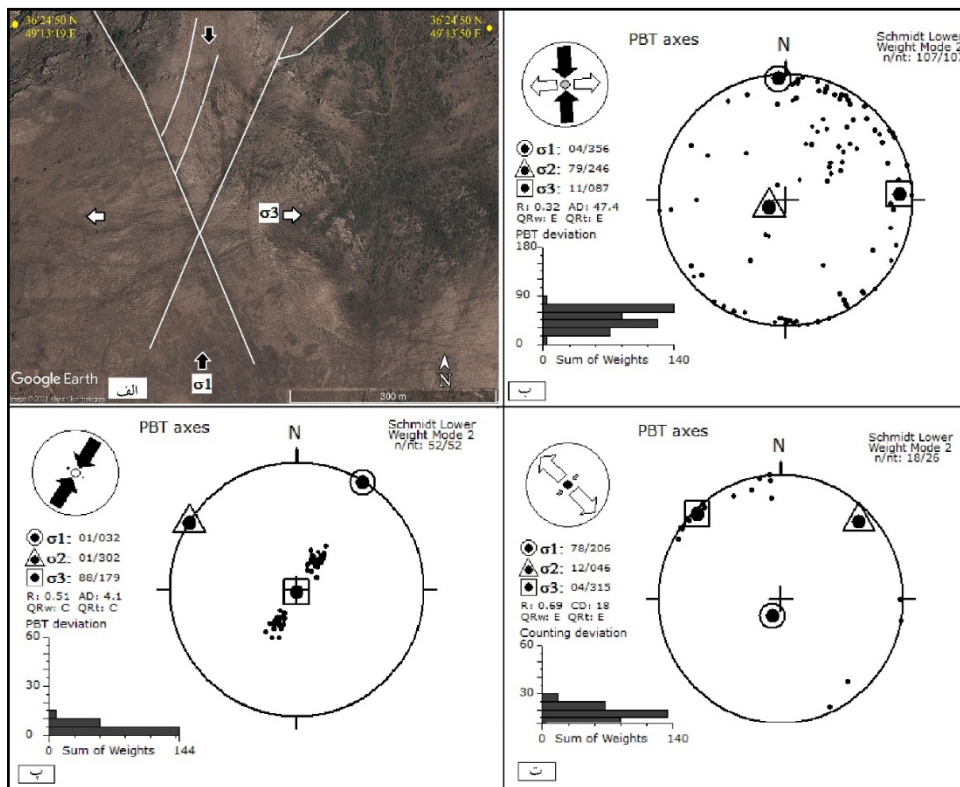 36°24'50 N
49°13'19 E
36°24'50 N
49°13'50 E
σ3
σ1
Google Earth
الف
N
300 m
PBT axes
Schmidt Lower
Weight Mode 2
n/nt: 107/107
N
σ1: 04/356
σ2: 79/246
σ3: 11/087
R: 0.32 AD: 47.4
QRw: E QRt: E
PBT deviation
180
90
0
0 Sum of Weights 140
ب
PBT axes
Schmidt Lower
Weight Mode 2
n/nt: 52/52
N
σ1: 01/032
σ2: 01/302
σ3: 88/179
R: 0.51 AD: 4.1
QRw: C QRt: C
PBT deviation
60
30
0
0 Sum of Weights 144
پ
PBT axes
Schmidt Lower
Weight Mode 2
n/nt: 18/26
N
σ1: 78/206
σ2: 12/046
σ3: 04/315
R: 0.69 CD: 18
QRw: E QRt: E
Counting deviation
60
30
0
0 Sum of Weights 140
ت